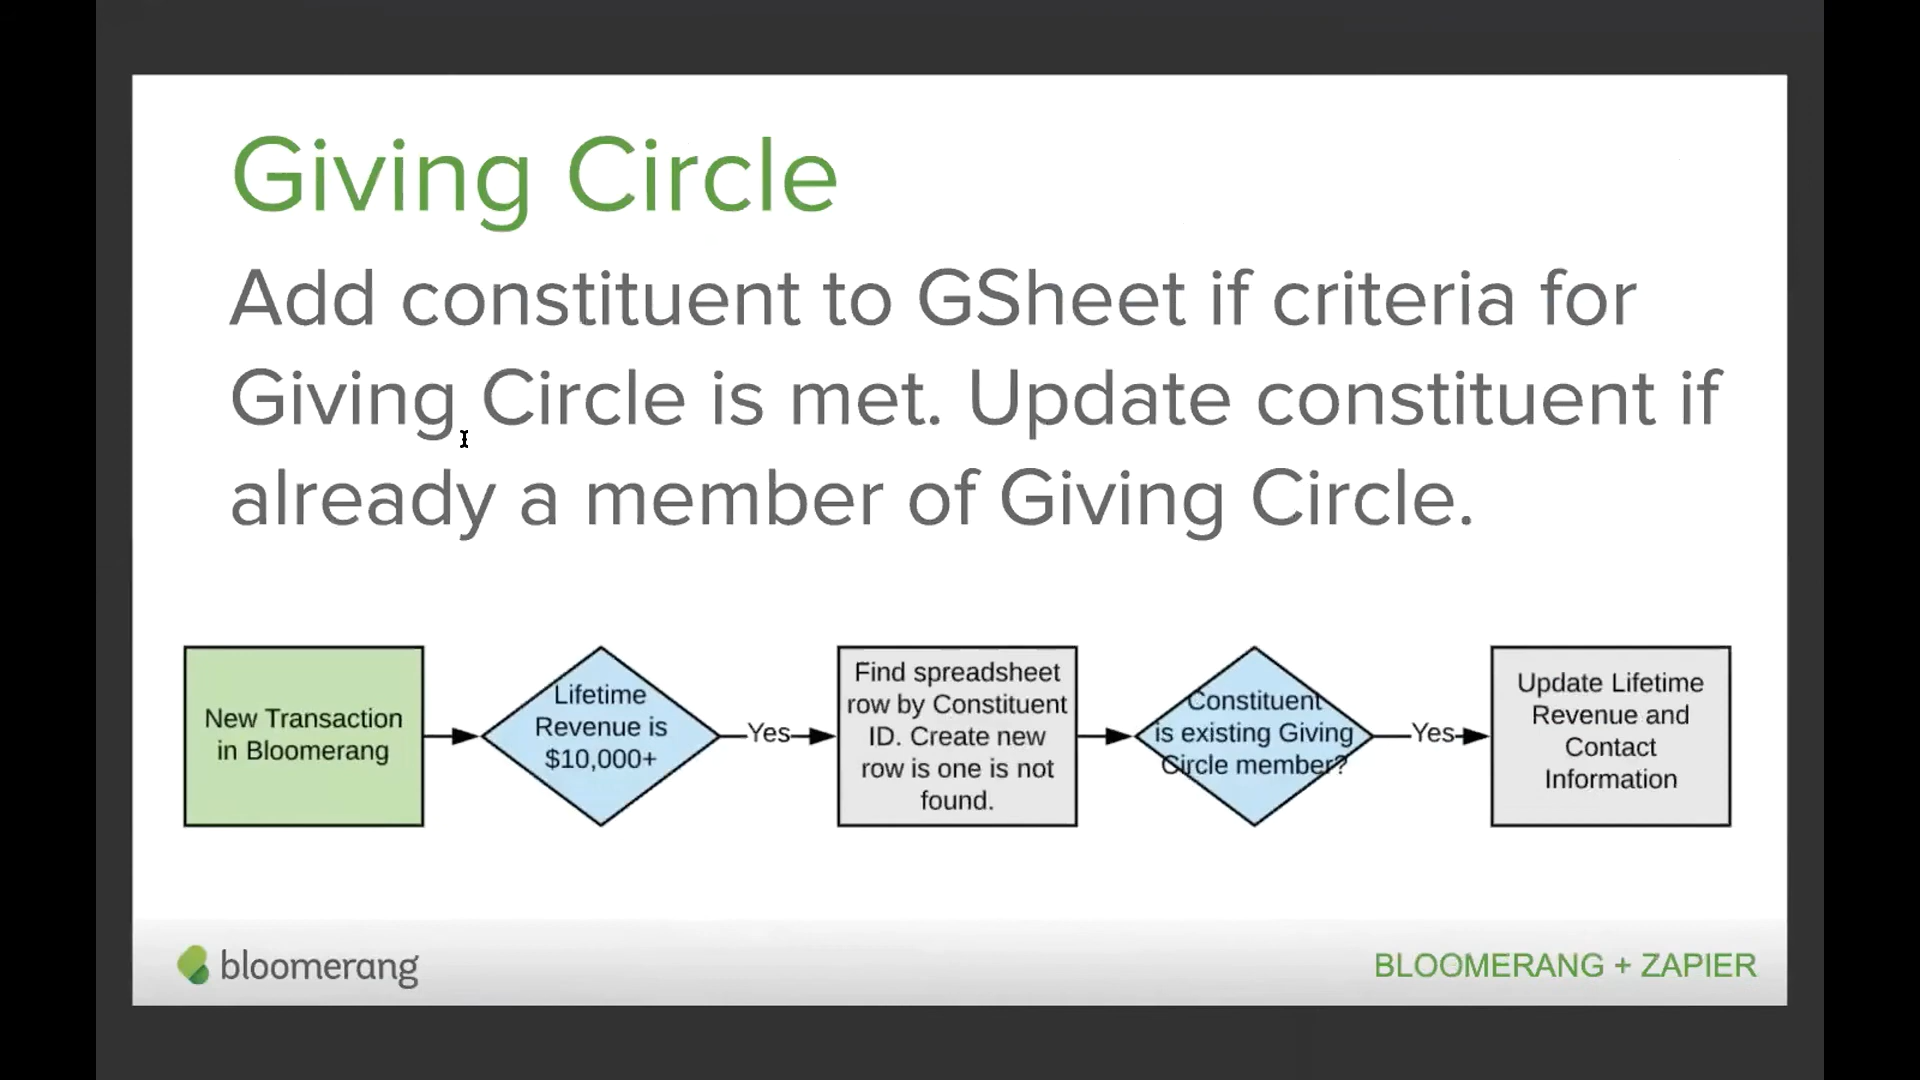 Giving Circle
Add constituent to GSheet if criteria for
Giving Circle is met. Update constituent if
already a member of Giving Circle.
New Transaction
in Bloomerang
Lifetime
Revenue is
$10,000+
Yes
Find spreadsheet
row by Constituent
ID. Create new
row is one is not
found.
Constituent
is existing Giving
Circle member?
Yes
Update Lifetime
Revenue and
Contact
Information
bloomerang
BLOOMERANG + ZAPIER